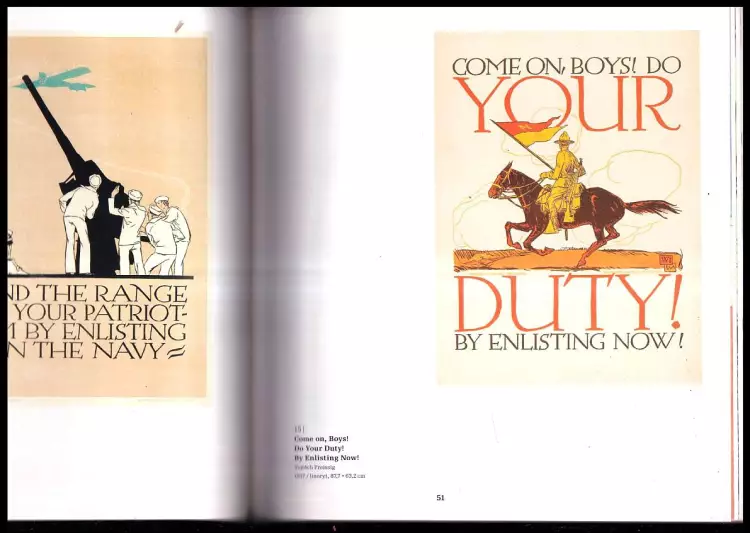 ND THE RANGE
YOUR PATRIOT-
M BY ENLISTING
N THE NAVY
COME ON, BOYS! DO
YOUR
DUTY!
BY ENLISTING NOW!
Come on, Boys!
Do Your Duty!
By Enlisting Now!
51